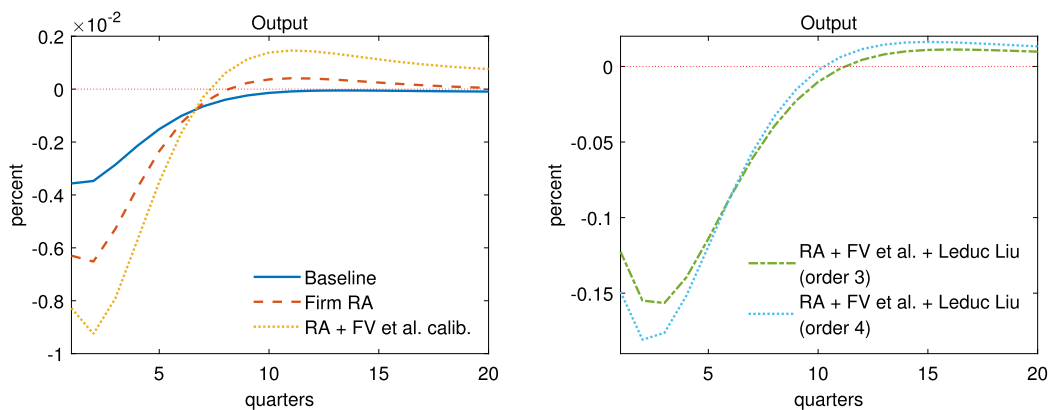 ×10⁻²
Output
0.2
0
-0.2
-0.4
-0.6
-0.8
-1
percent
5
10
15
20
quarters
Baseline
Firm RA
RA + FV et al. calib.
Output
0
-0.05
-0.1
-0.15
percent
5
10
15
20
quarters
RA + FV et al. + Leduc Liu
(order 3)
RA + FV et al. + Leduc Liu
(order 4)